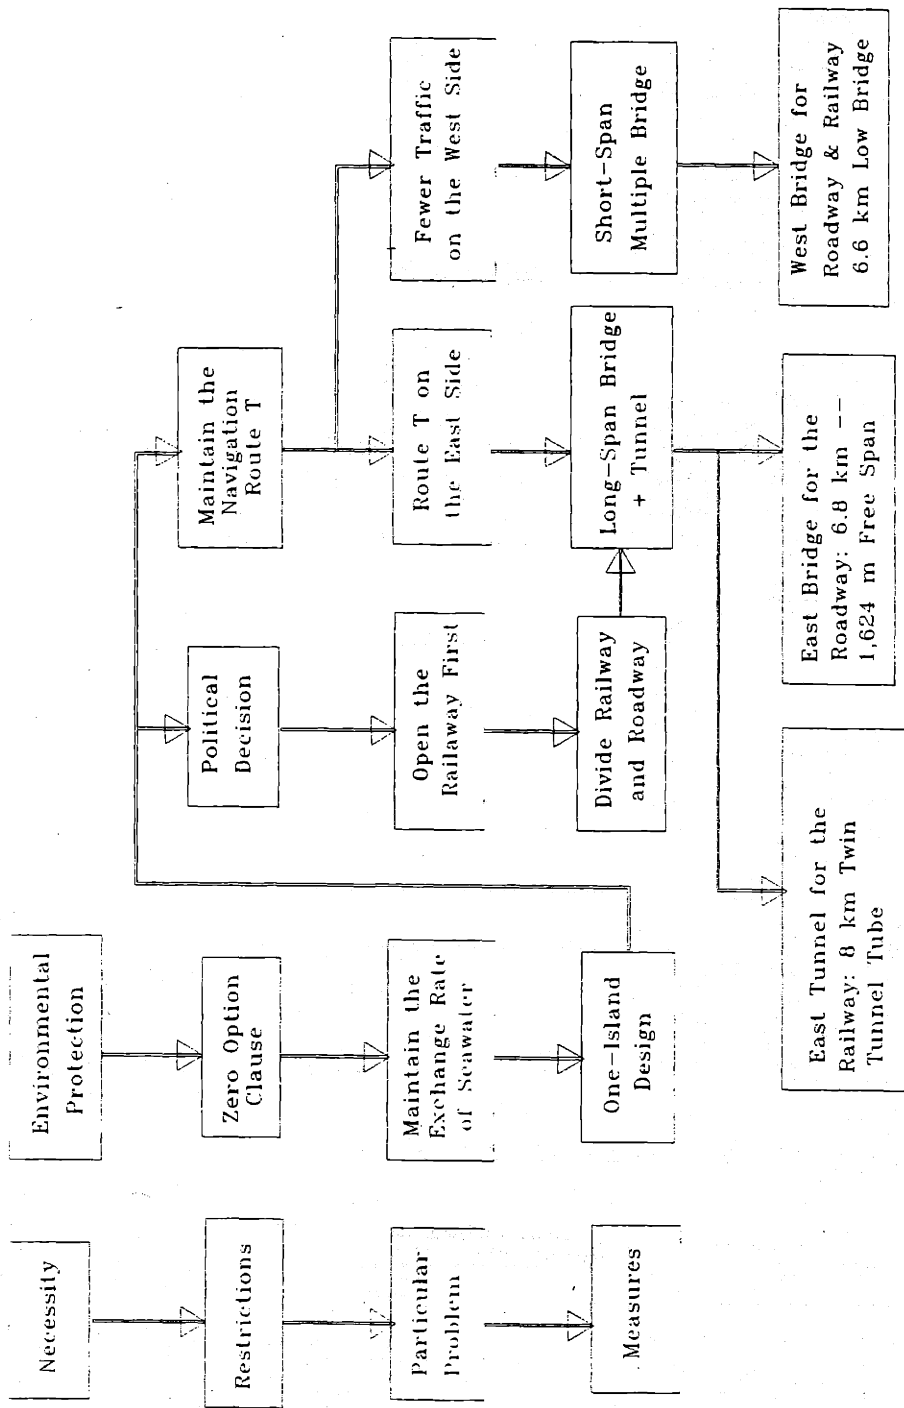 Necessity
Restrictions
Particular
Problem
Measures
Environmental
Protection
Zero Option
Clause
Maintain the
Exchange Rate
of Seawater
One-Island
Design
Political
Decision
Open the
Railaway First
Divide Railway
and Roadway
Maintain the
Navigation
Route T
Route T on
the East Side
Long-Span Bridge
+ Tunnel
Fewer Traffic
on the West Side
Short-Span
Multiple Bridge
East Tunnel for the
Railway: 8 km Twin
Tunnel Tube
East Bridge for the
Roadway: 6.8 km --
1,624 m Free Span
West Bridge for
Roadway & Railway
6.6 km Low Bridge